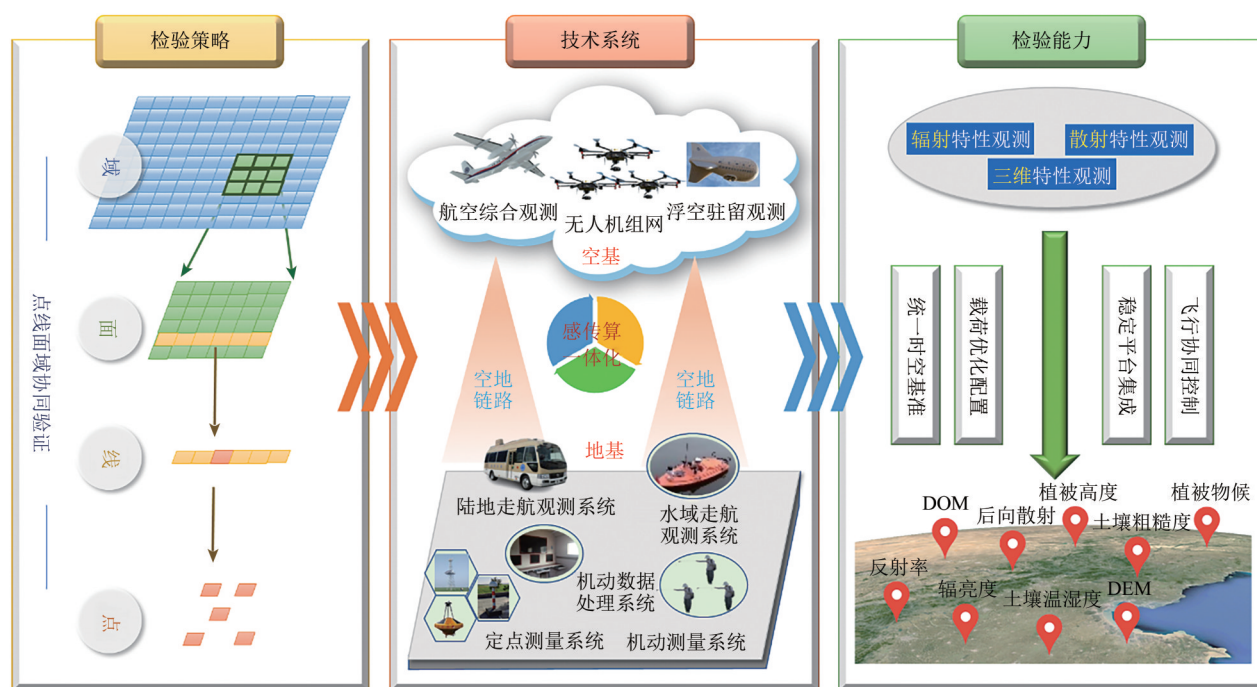 检验策略
域
面
线
点
点线面域协同验证
技术系统
航空综合观测
无人机组网
浮空驻留观测
空基
感传算
一体化
空地
链路
空地
链路
地基
陆地走航观测系统
水域走航
观测系统
机动数据
处理系统
定点测量系统
机动测量系统
检验能力
辐射特性观测
散射特性观测
三维特性观测
统一时空基准
载荷优化配置
稳定平台集成
飞行协同控制
DOM
后向散射
植被高度
土壤粗糙度
植被物候
反射率
辐亮度
土壤温湿度
DEM